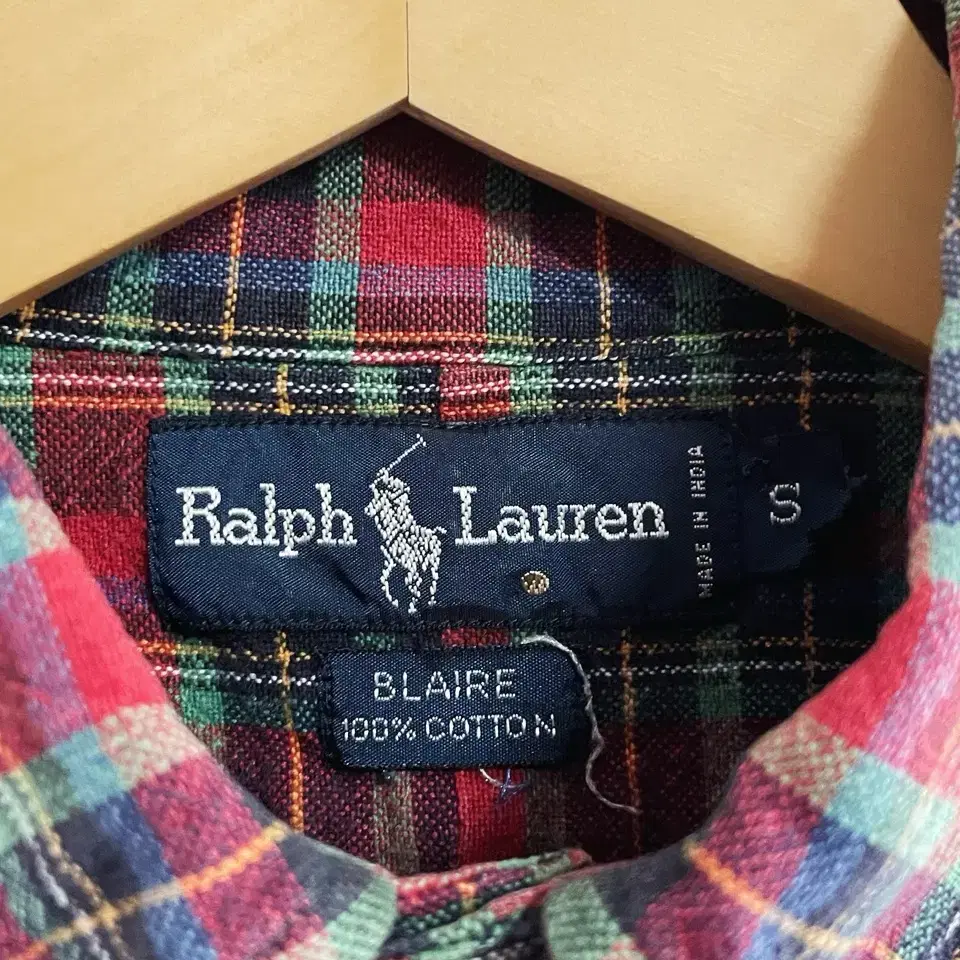 Ralph Lauren
MADE IN INDIA
S
BLAIRE
100% COTTON